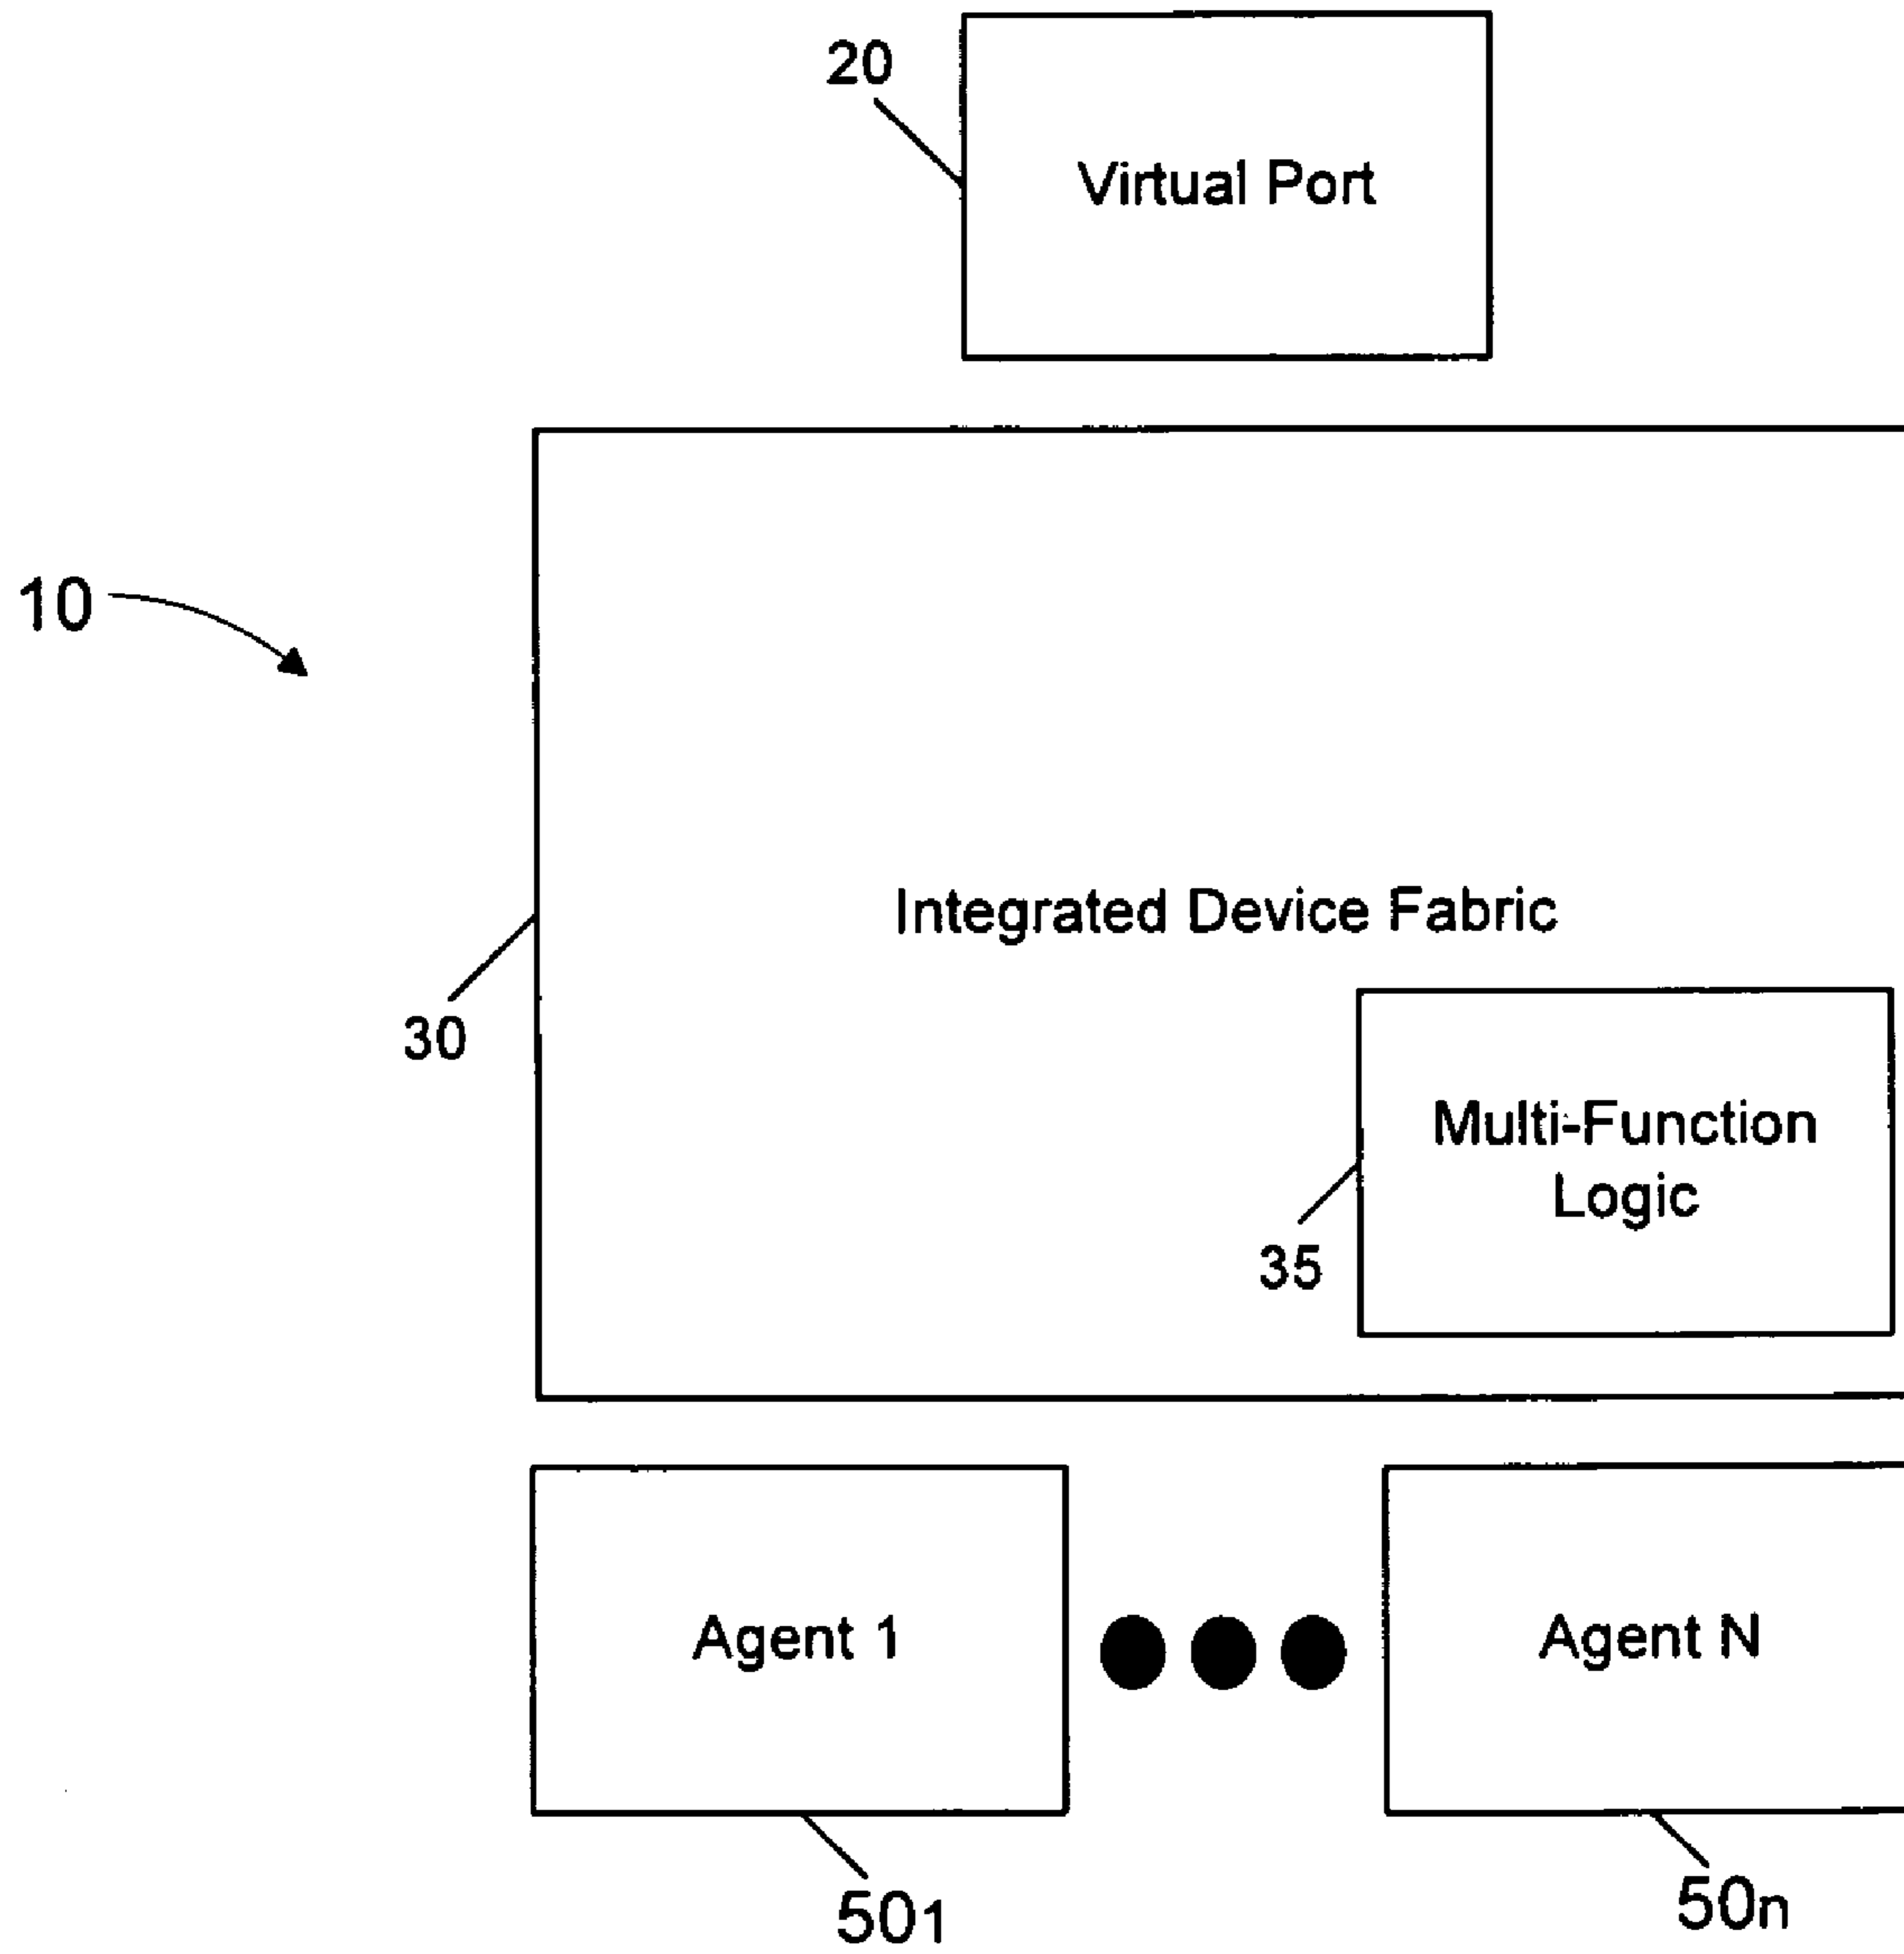 20
Virtual Port
10
Integrated Device Fabric
30
Multi-Function
Logic
35
Agent 1
Agent N
501
50n